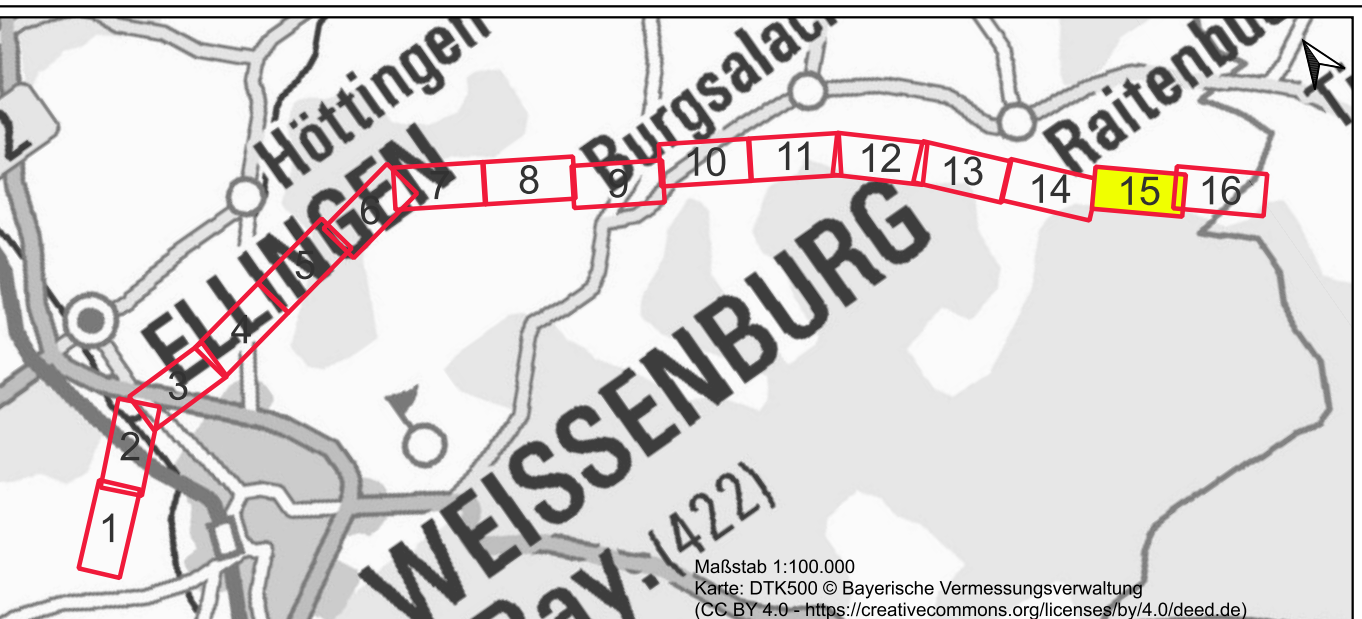 2
Höttingen
Burgsalach
Raitenbu
T
ELLINGEN
WEISSENBURG
Bay. (422)
1
2
3
4
5
6
7
8
9
10
11
12
13
14
15
16
Maßstab 1:100.000
Karte: DTK500 © Bayerische Vermessungsverwaltung
(CC BY 4.0 - https://creativecommons.org/licenses/by/4.0/deed.de)